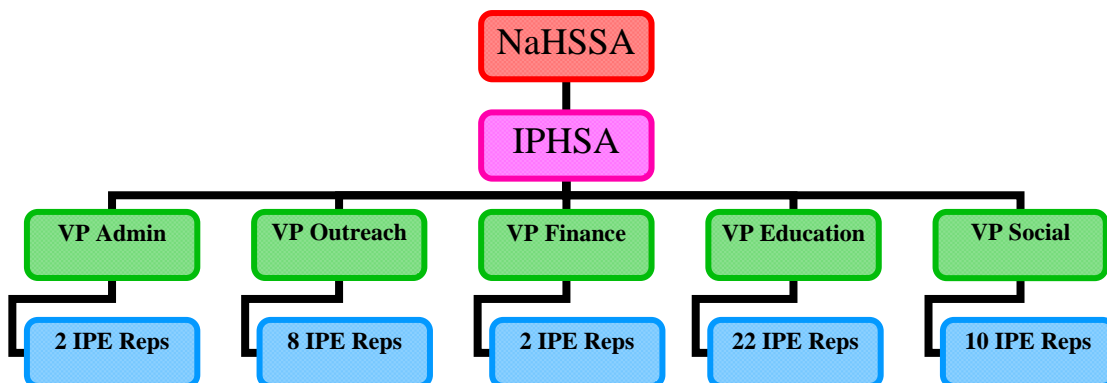 NaHSSA
IPHSA
VP Admin
VP Outreach
VP Finance
VP Education
VP Social
2 IPE Reps
8 IPE Reps
2 IPE Reps
22 IPE Reps
10 IPE Reps